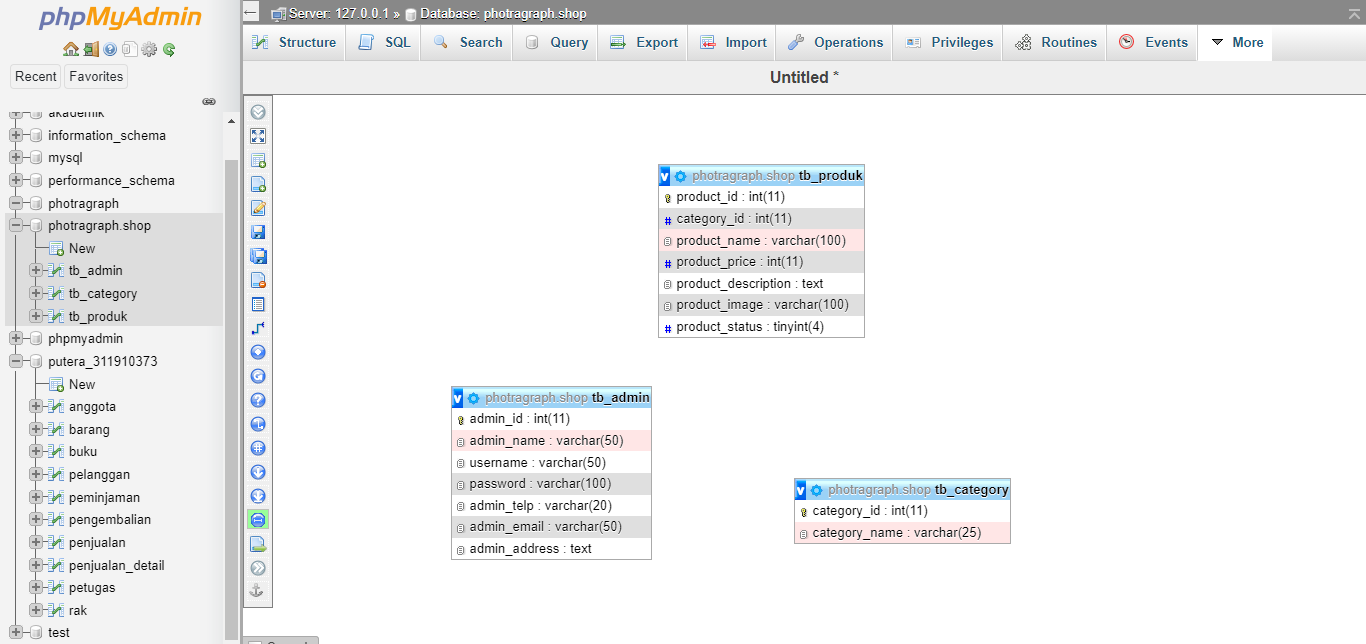 phpMyAdmin
Recent Favorites
akademik
information_schema
mysql
performance_schema
photragraph
photragraph.shop
New
tb_admin
tb_category
tb_produk
phpmyadmin
putera_311910373
New
anggota
barang
buku
pelanggan
peminjaman
pengembalian
penjualan
penjualan_detail
petugas
rak
test
Server: 127.0.0.1 » Database: photragraph.shop
Structure SQL Search Query Export Import Operations Privileges Routines Events More
Untitled *
v photragraph.shop tb_produk
product_id : int(11)
# category_id : int(11)
product_name : varchar(100)
# product_price : int(11)
product_description : text
product_image : varchar(100)
# product_status : tinyint(4)
v photragraph.shop tb_admin
admin_id : int(11)
admin_name : varchar(50)
username : varchar(50)
password : varchar(100)
admin_telp : varchar(20)
admin_email : varchar(50)
admin_address : text
v photragraph.shop tb_category
category_id : int(11)
category_name : varchar(25)